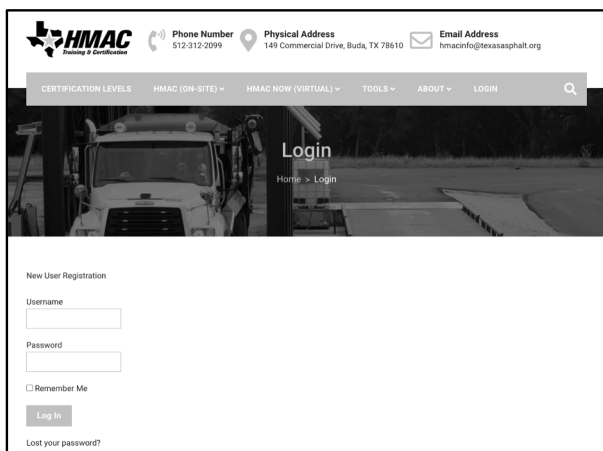 HMAC
Training & Certification
Phone Number
512-312-2099
Physical Address
149 Commercial Drive, Buda, TX 78610
Email Address
hmacinfo@texasasphalt.org
CERTIFICATION LEVELS HMAC (ON-SITE) HMAC NOW (VIRTUAL) TOOLS ABOUT LOGIN
Login
Home > Login
New User Registration
Username
Password
Remember Me
Log In
Lost your password?